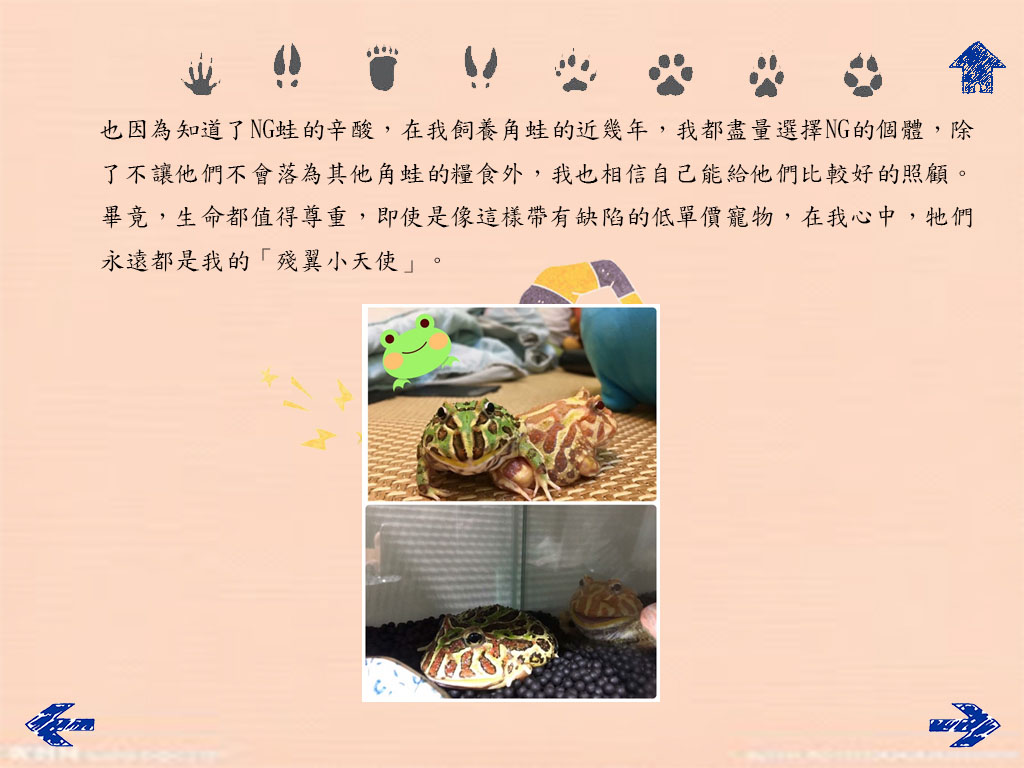 也因為知道了NG蛙的辛酸，在我飼養角蛙的近幾年，我都盡量選擇NG的個體，除
了不讓他們不會落為其他角蛙的糧食外，我也相信自己能給他們比較好的照顧。
畢竟，生命都值得尊重，即使是像這樣帶有缺陷的低單價寵物，在我心中，牠們
永遠都是我的「殘翼小天使」。